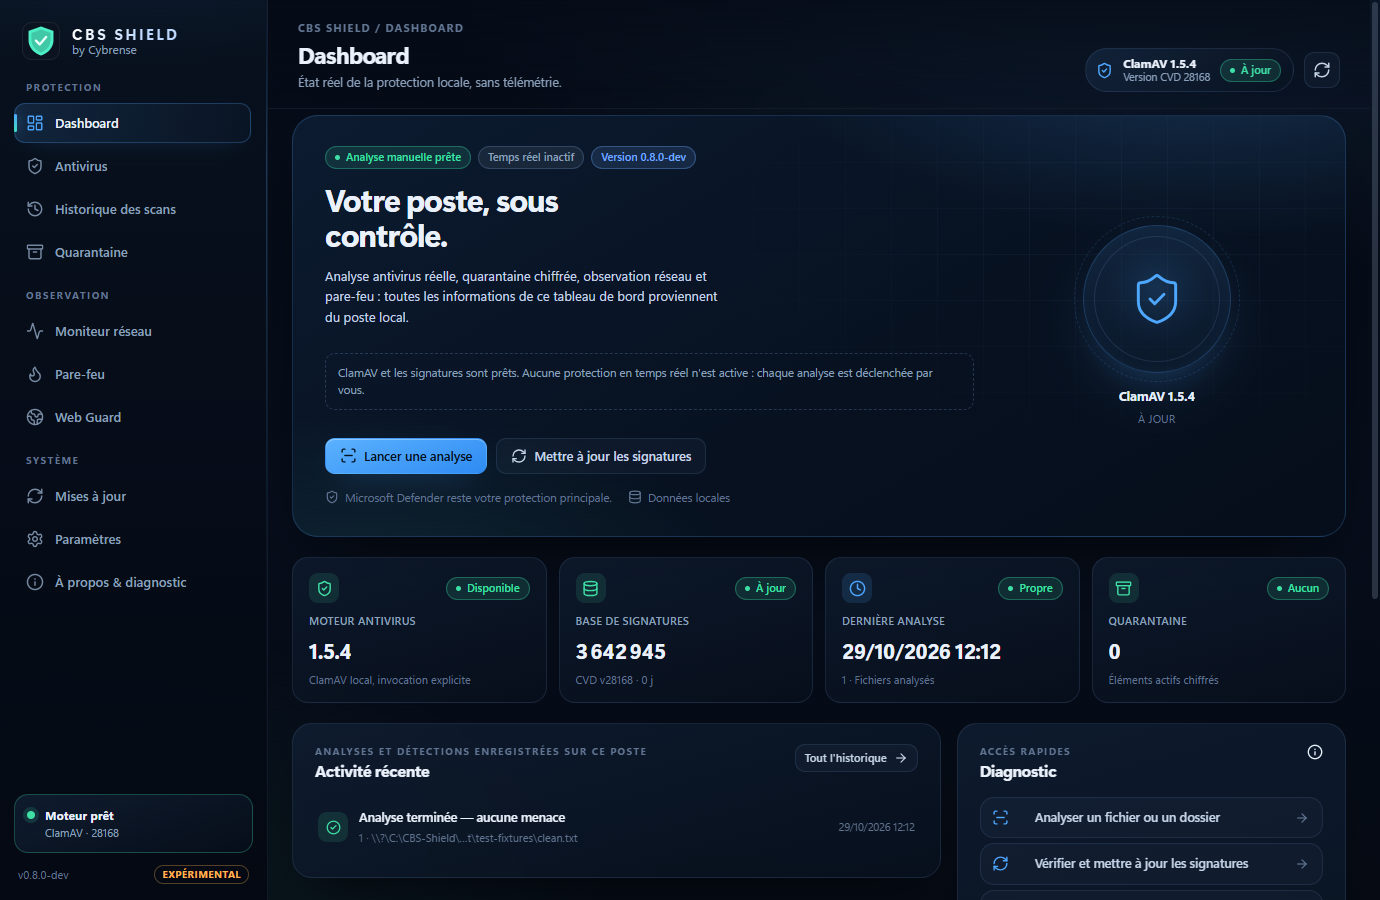 CBS SHIELD
by Cybrense
PROTECTION
Dashboard
Antivirus
Historique des scans
Quarantaine
OBSERVATION
Moniteur réseau
Pare-feu
Web Guard
SYSTÈME
Mises à jour
Paramètres
À propos & diagnostic
Moteur prêt
ClamAV · 28168
v0.8.0-dev
EXPÉRIMENTAL
CBS SHIELD / DASHBOARD
Dashboard
État réel de la protection locale, sans télémétrie.
ClamAV 1.5.4
Version CVD 28168
À jour
Analyse manuelle prête
Temps réel inactif
Version 0.8.0-dev
Votre poste, sous
contrôle.
Analyse antivirus réelle, quarantaine chiffrée, observation réseau et
pare-feu : toutes les informations de ce tableau de bord proviennent
du poste local.
ClamAV et les signatures sont prêts. Aucune protection en temps réel n'est active : chaque analyse est déclenchée par
vous.
Lancer une analyse
Mettre à jour les signatures
Microsoft Defender reste votre protection principale.
Données locales
ClamAV 1.5.4
À JOUR
Disponible
MOTEUR ANTIVIRUS
1.5.4
ClamAV local, invocation explicite
À jour
BASE DE SIGNATURES
3 642 945
CVD v28168 · 0 j
Propre
DERNIÈRE ANALYSE
29/10/2026 12:12
1 · Fichiers analysés
Aucun
QUARANTAINE
0
Éléments actifs chiffrés
ANALYSES ET DÉTECTIONS ENREGISTRÉES SUR CE POSTE
Activité récente
Tout l'historique
Analyse terminée — aucune menace
1 · \\?\C:\CBS-Shield\...t\test-fixtures\clean.txt
29/10/2026 12:12
ACCÈS RAPIDES
Diagnostic
Analyser un fichier ou un dossier
Vérifier et mettre à jour les signatures